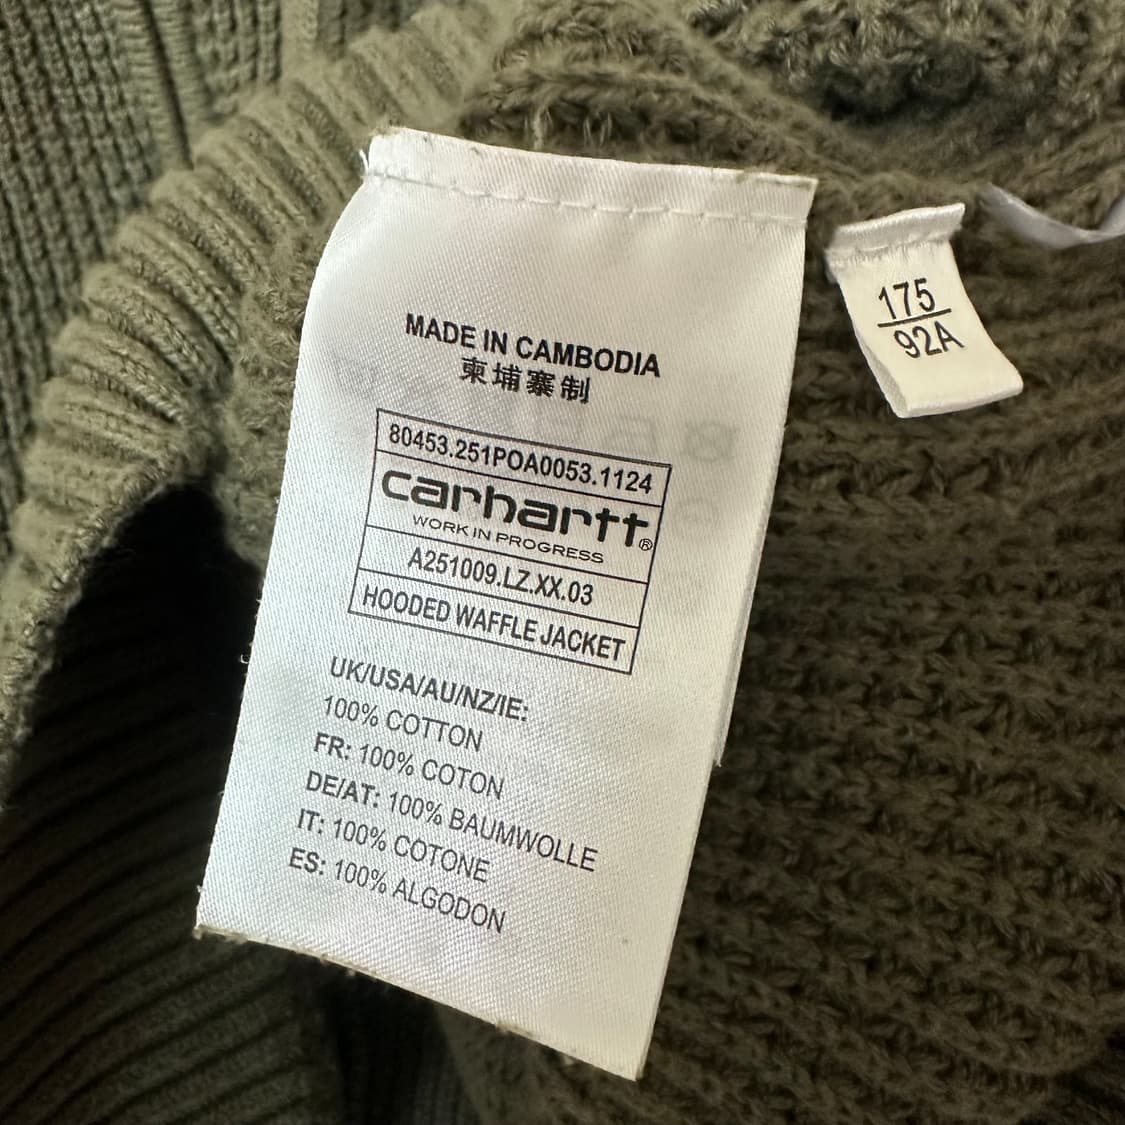 MADE IN CAMBODIA
柬埔寨制
80453.251POA0053.1124
carhartt®
WORK IN PROGRESS
A251009.LZ.XX.03
HOODED WAFFLE JACKET
UK/USA/AU/NZ/IE:
100% COTTON
FR: 100% COTON
DE/AT: 100% BAUMWOLLE
IT: 100% COTONE
ES: 100% ALGODON
175
92A